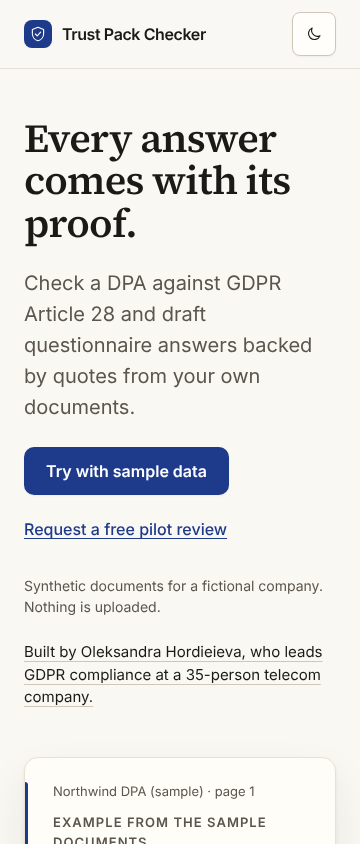 Trust Pack Checker
Every answer
comes with its
proof.
Check a DPA against GDPR
Article 28 and draft
questionnaire answers backed
by quotes from your own
documents.
Try with sample data
Request a free pilot review
Synthetic documents for a fictional company.
Nothing is uploaded.
Built by Oleksandra Hordieieva, who leads
GDPR compliance at a 35-person telecom
company.
Northwind DPA (sample) · page 1
EXAMPLE FROM THE SAMPLE
DOCUMENTS